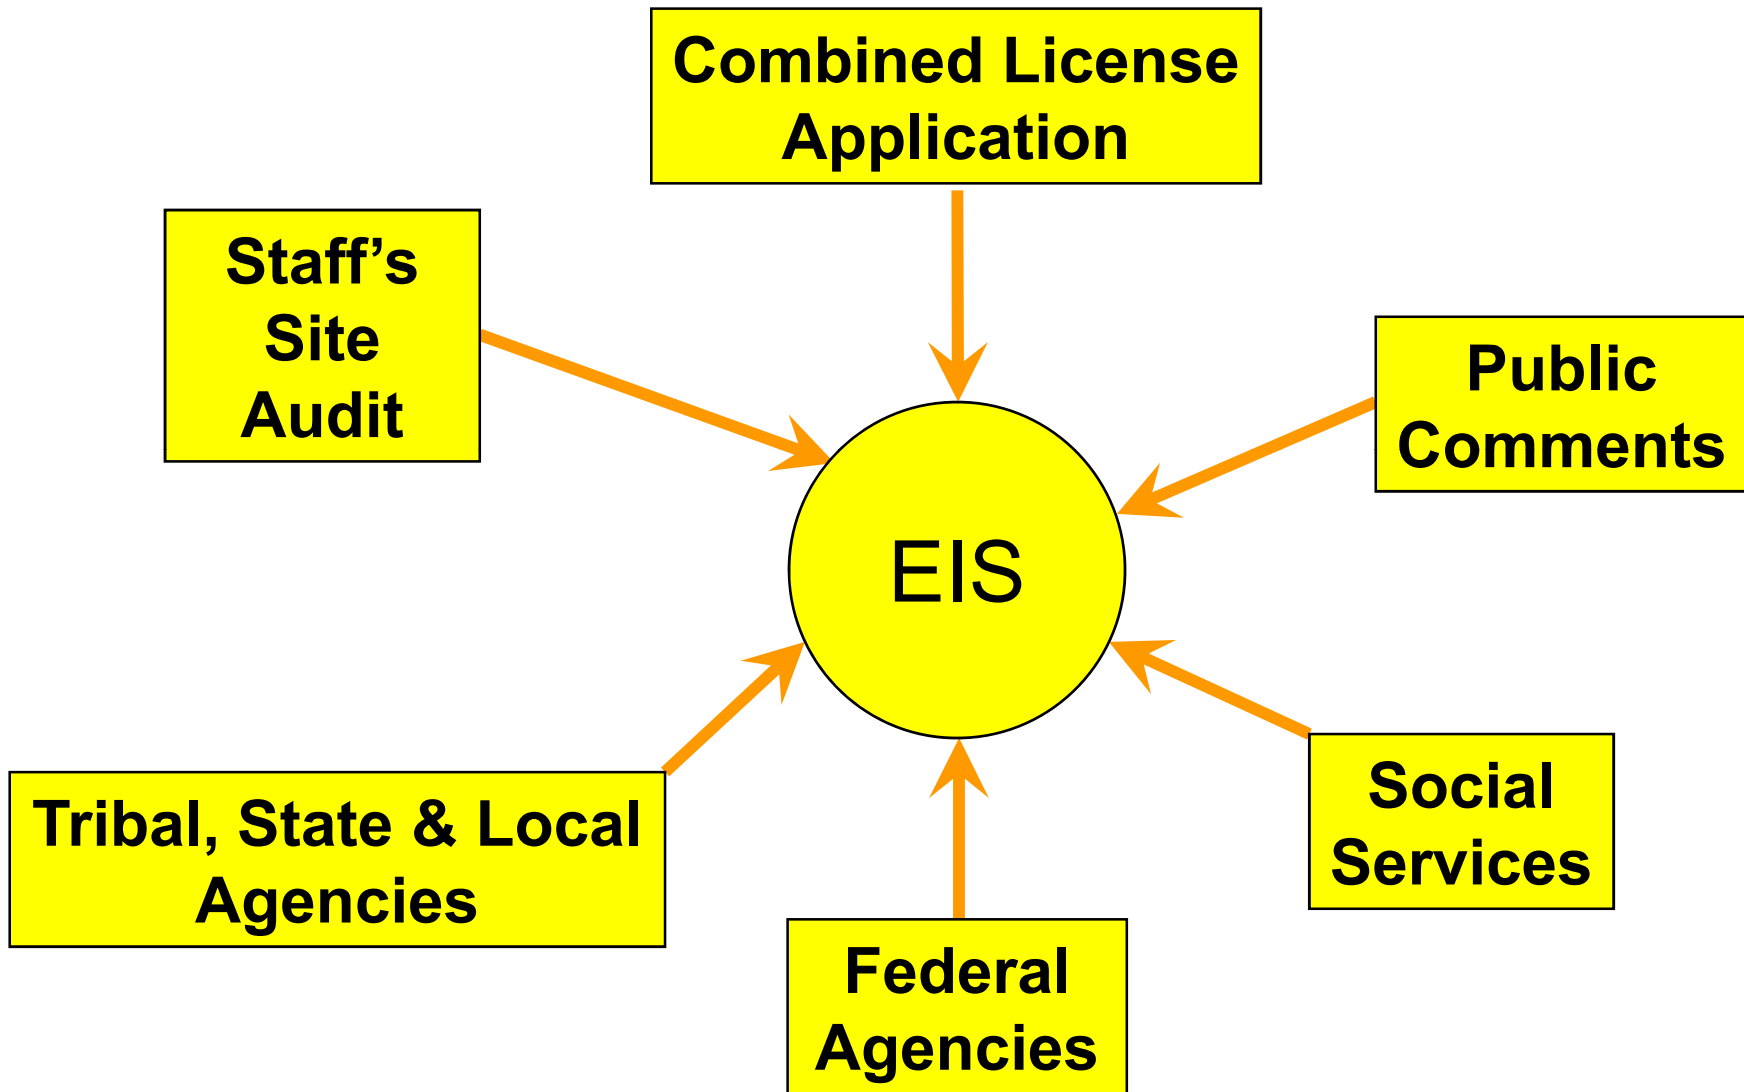 Combined License
Application
Staff’s
Site
Audit
Public
Comments
EIS
Tribal, State & Local
Agencies
Social
Services
Federal
Agencies